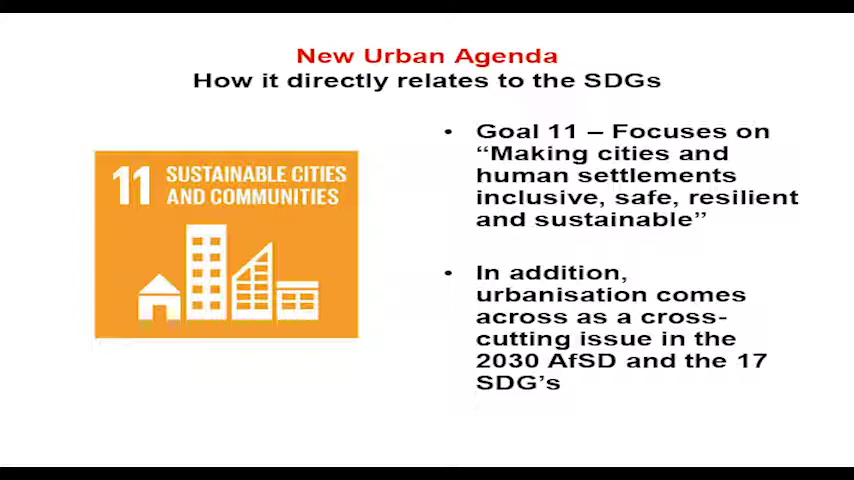 New Urban Agenda
How it directly relates to the SDGs
11 SUSTAINABLE CITIES
AND COMMUNITIES
• Goal 11 – Focuses on
“Making cities and
human settlements
inclusive, safe, resilient
and sustainable”
• In addition,
urbanisation comes
across as a cross-
cutting issue in the
2030 AfSD and the 17
SDG’s